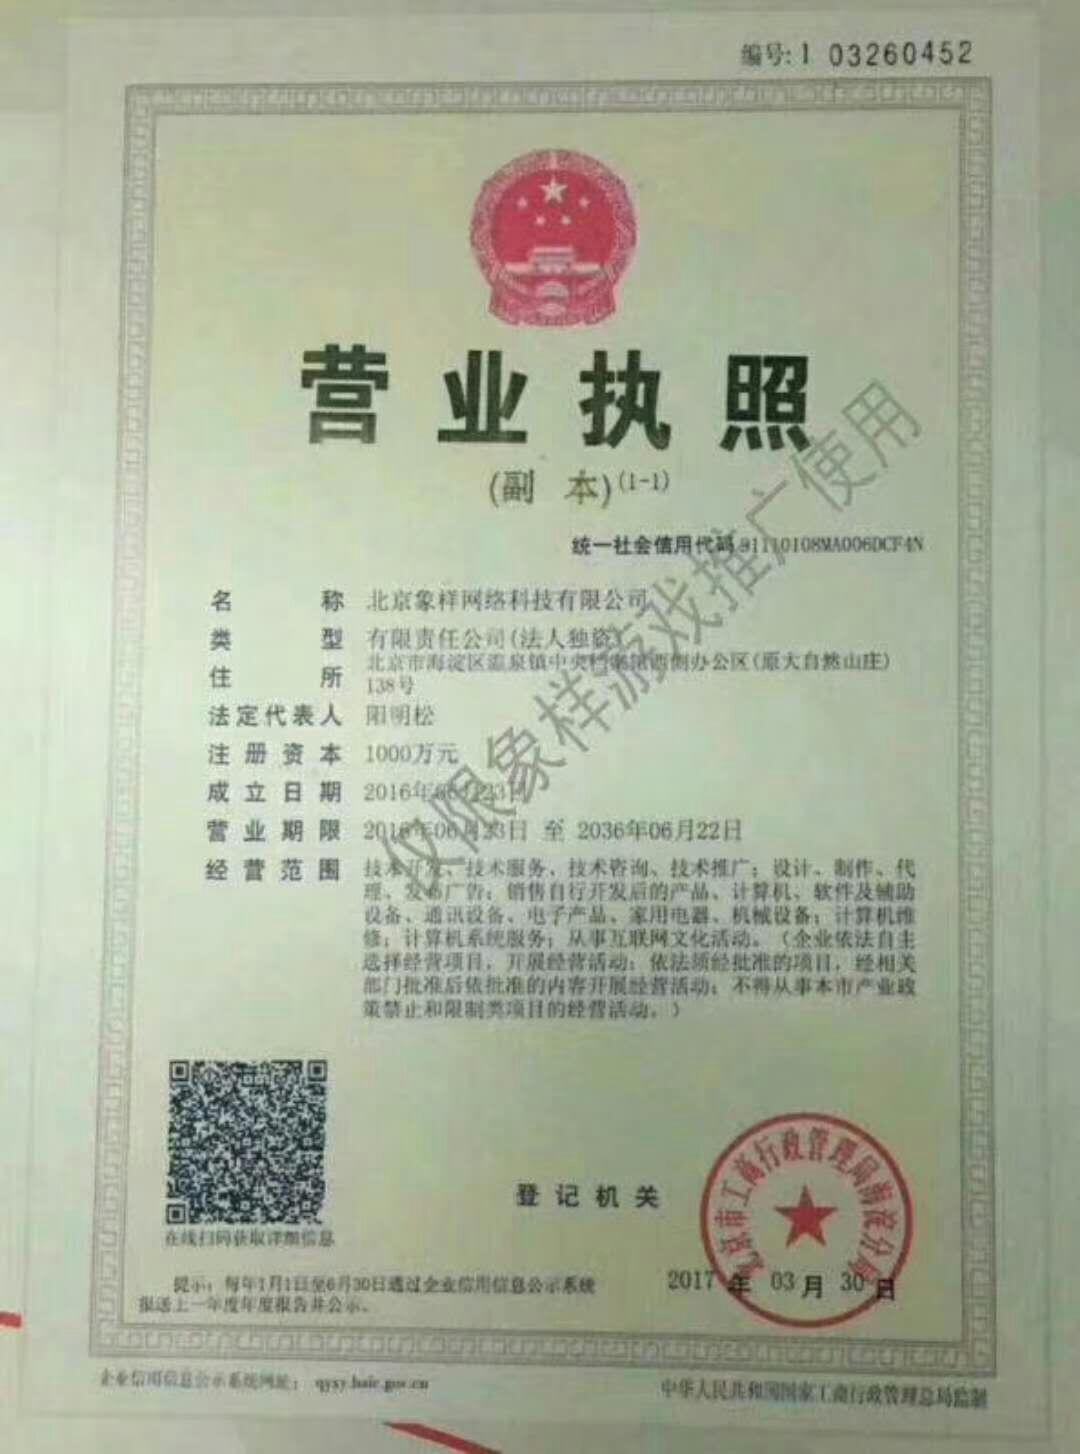 编号:1 03260452
营业执照
(副 本)(1-1)
统一社会信用代码 91110108MA006DCF4N
名 称 北京象样网络科技有限公司
类 型 有限责任公司(法人独资)
住 所 北京市海淀区温泉镇中央档案馆西侧办公区(原大自然山庄)
138号
法定代表人 阳明松
注册资本 1000万元
成立日期 2016年06月23日
营业期限 2016年06月23日 至 2036年06月22日
经营范围 技术开发、技术服务、技术咨询、技术推广；设计、制作、代
理、发布广告；销售自行开发后的产品、计算机、软件及辅助
设备、通讯设备、电子产品、家用电器、机械设备；计算机维
修；计算机系统服务；从事互联网文化活动。（企业依法自主
选择经营项目，开展经营活动；依法须经批准的项目，经相关
部门批准后依批准的内容开展经营活动；不得从事本市产业政
策禁止和限制类项目的经营活动。）
仅限象样游戏推广使用
在线扫码获取详细信息
登记机关
北京市工商行政管理局海淀分局
2017 年 03 月 30 日
提示：每年1月1日至6月30日通过企业信用信息公示系统
报送上一年度年度报告并公示。
企业信用信息公示系统网址： qyxy.baic.gov.cn
中华人民共和国国家工商行政管理总局监制